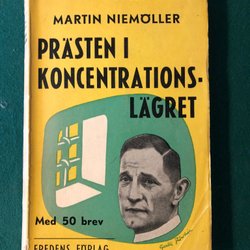 MARTIN NIEMÖLLER
PRÄSTEN I
KONCENTRATIONS-
LÄGRET
Med 50 brev
FREDENS FÖRLAG